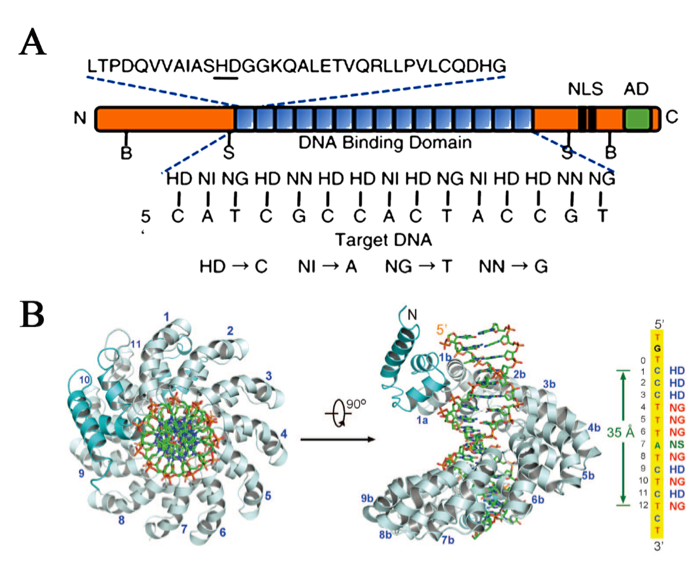 A
LTPDQVVAIASHDGGKQALETVQRLLPVLCQDHG
NLS AD
N C
B S DNA Binding Domain S B
HD NI NG HD NN HD HD NI HD NG NI HD HD NN NG
5 C A T C G C C A C T A C C G T
‘
Target DNA
HD → C NI → A NG → T NN → G
B
1
2
3
4
5
6
7
8
9
10
11
90º
N
5'
1b
2b
3b
1a
4b
5b
6b
7b
8b
9b
35 Å
5'
T
G
0 T
1 C HD
2 C HD
3 C HD
4 T NG
5 T NG
6 T NG
7 A NS
8 T NG
9 C HD
10 T NG
11 C HD
12 T NG
C
T
3'